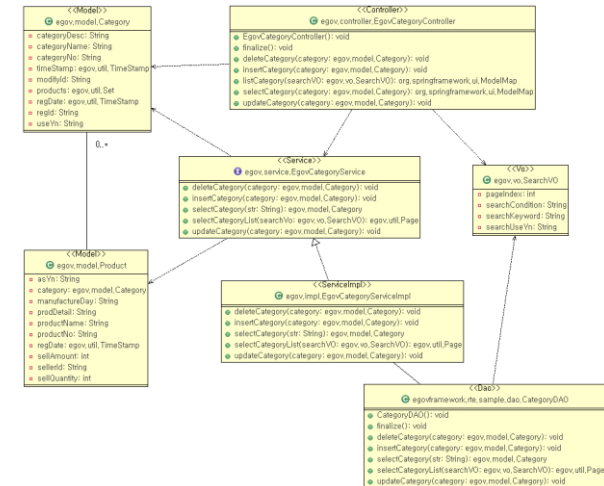 <<Model>>
egov,model,Category
categoryDesc: String
categoryName: String
categoryNo: String
timeStamp: egov,util,TimeStamp
modifyId: String
products: egov,util,Set
regDate: egov,util,TimeStamp
regId: String
useYn: String
<<Controller>>
egov,controller,EgovCategoryController
EgovCategoryController(): void
finalize(): void
deleteCategory(category: egov,model,Category): void
insertCategory(category: egov,model,Category): void
listCategory(searchVO: egov,vo,SearchVO): org,springframework,ui,ModelMap
selectCategory(category: egov,model,Category): org,springframework,ui,ModelMap
updateCategory(category: egov,model,Category): void
0..*
<<Service>>
egov,service,EgovCategoryService
deleteCategory(category: egov,model,Category): void
insertCategory(category: egov,model,Category): void
selectCategory(str: String): egov,model,Category
selectCategoryList(searchVo: egov,vo,SearchVO): egov,util,Page
updateCategory(category: egov,model,Category): void
<<Vo>>
egov,vo,SearchVO
pageIndex: int
searchCondition: String
searchKeyword: String
searchUseYn: String
<<Model>>
egov,model,Product
asYn: String
category: egov,model,Category
manufactureDay: String
prodDetail: String
productName: String
productNo: String
regDate: egov,util,TimeStamp
sellAmount: int
sellerId: String
sellQuantity: int
<<ServiceImpl>>
egov,impl,EgovCategoryServiceImpl
deleteCategory(category: egov,model,Category): void
insertCategory(category: egov,model,Category): void
selectCategory(str: String): egov,model,Category
selectCategoryList(searchVO: egov,vo,SearchVO): egov,util,Page
updateCategory(category: egov,model,Category): void
<<Dao>>
egovframework,rte,sample,dao,CategoryDAO
CategoryDAO(): void
finalize(): void
deleteCategory(category: egov,model,Category): void
insertCategory(category: egov,model,Category): void
selectCategory(str: String): egov,model,Category
selectCategoryList(searchVO: egov,vo,SearchVO): egov,util,Page
updateCategory(category: egov,model,Category): void